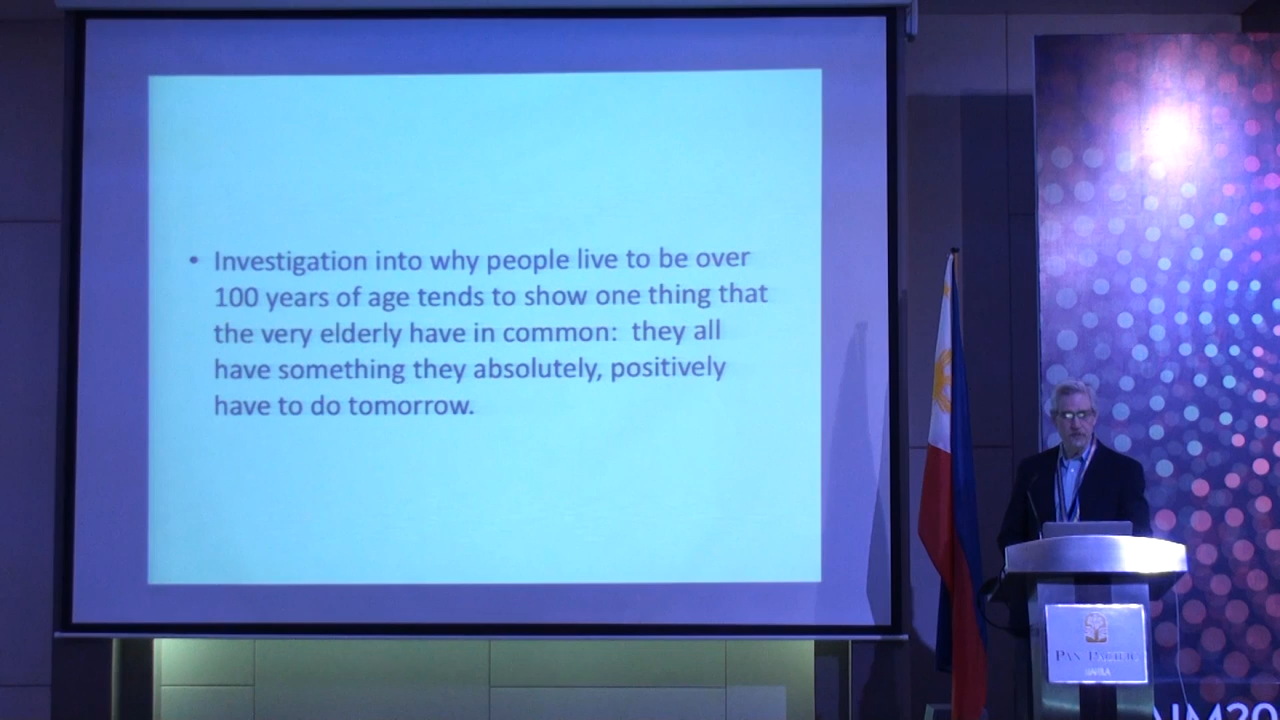 • Investigation into why people live to be over
100 years of age tends to show one thing that
the very elderly have in common:  they all
have something they absolutely, positively
have to do tomorrow.
PAN PACIFIC
MANILA